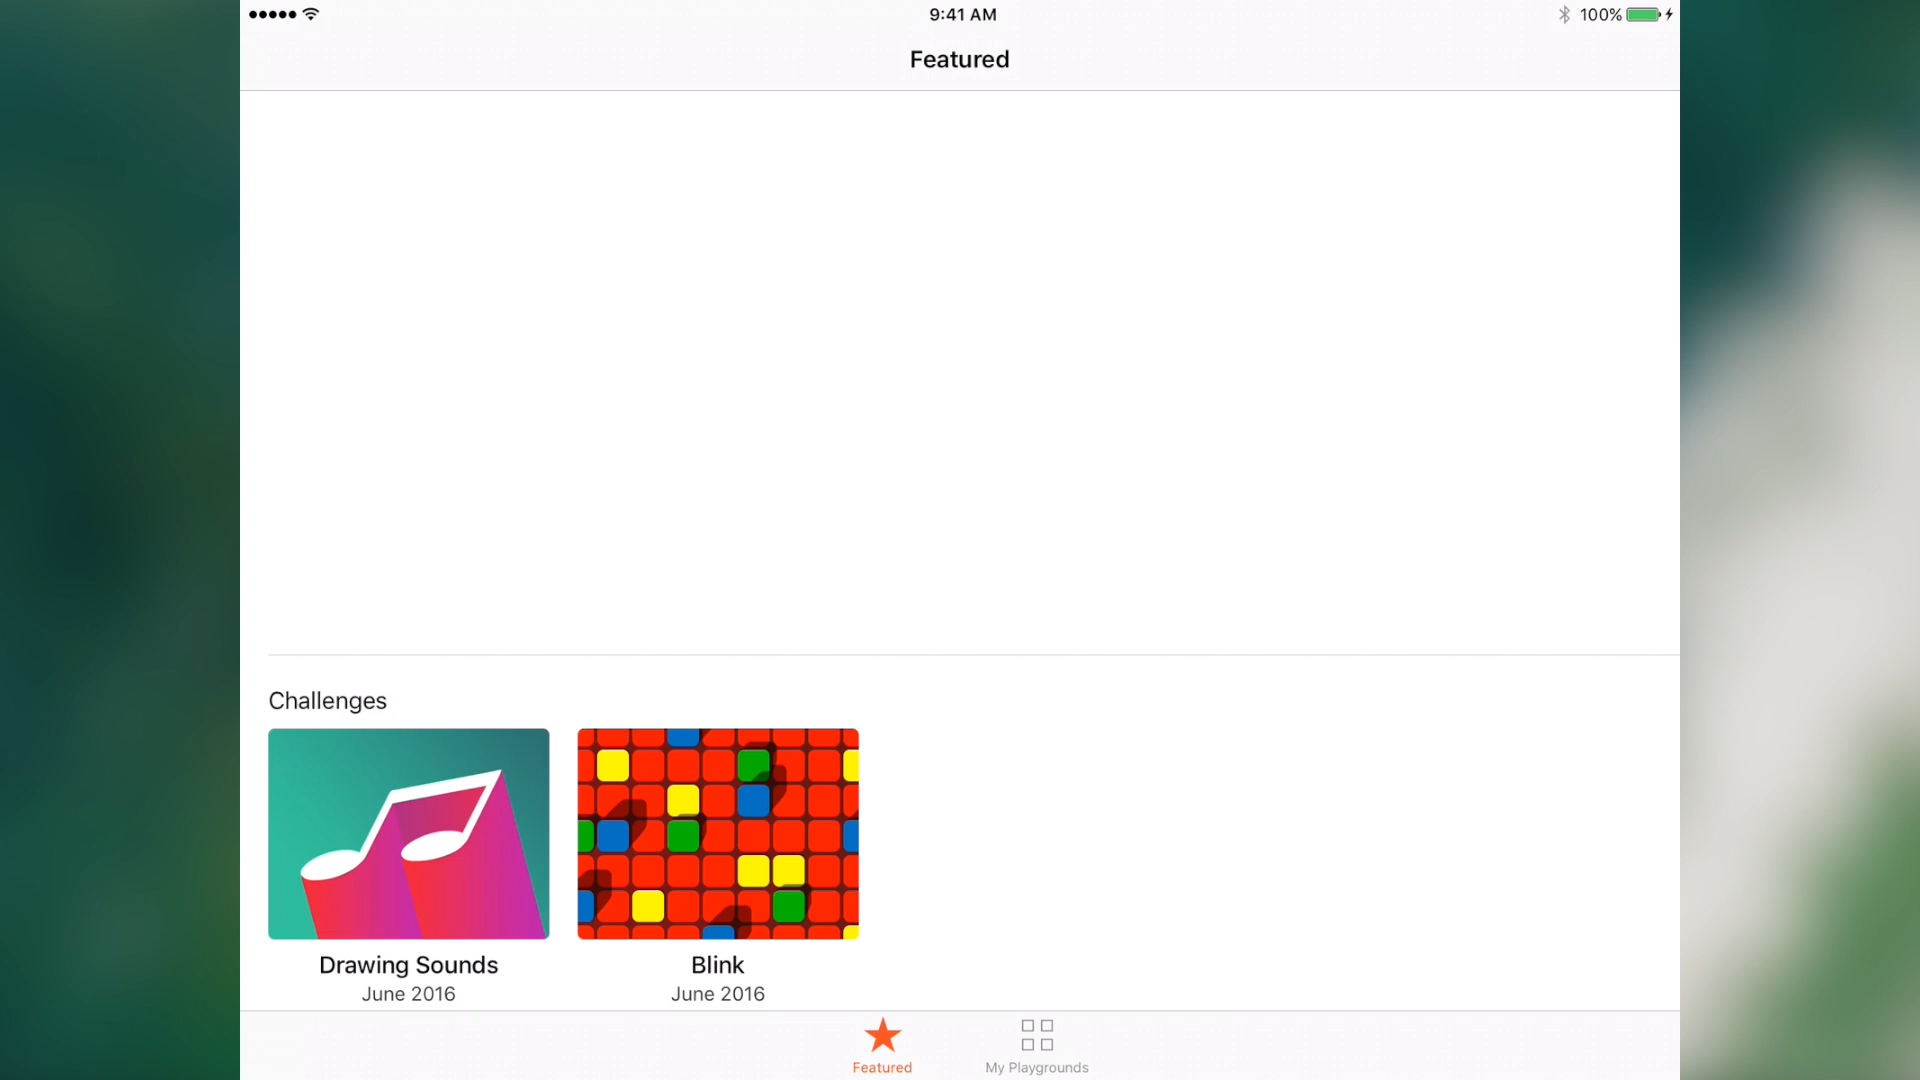 9:41 AM
100%
Featured
Challenges
Drawing Sounds
June 2016
Blink
June 2016
Featured
My Playgrounds